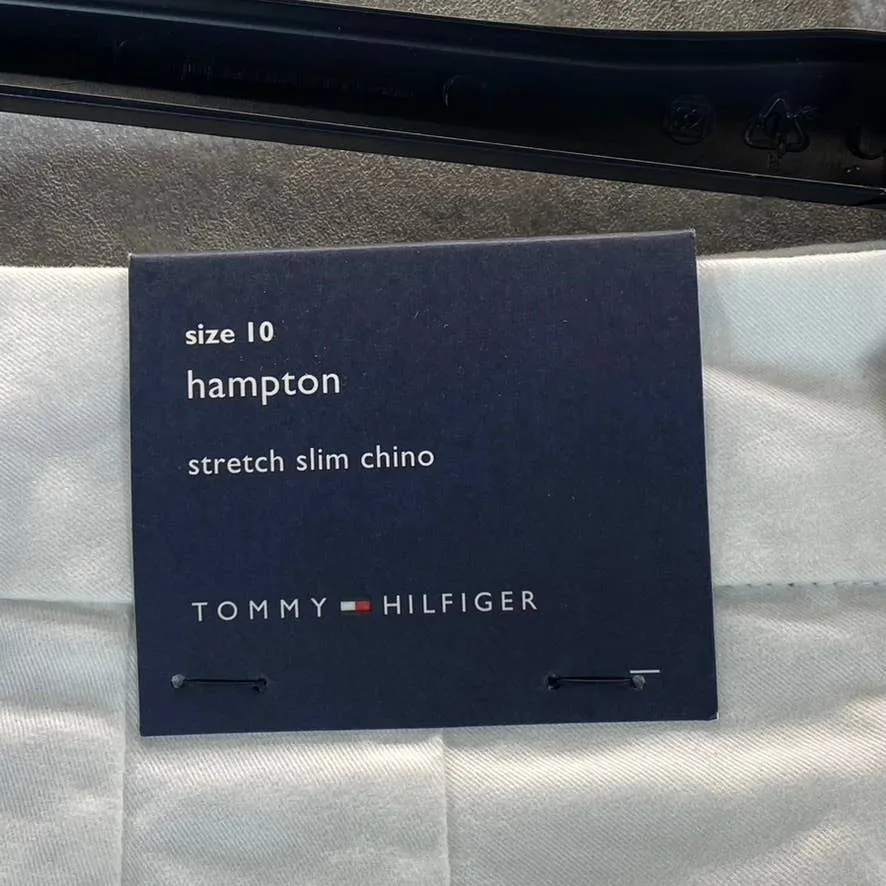 size 10
hampton
stretch slim chino
TOMMY HILFIGER